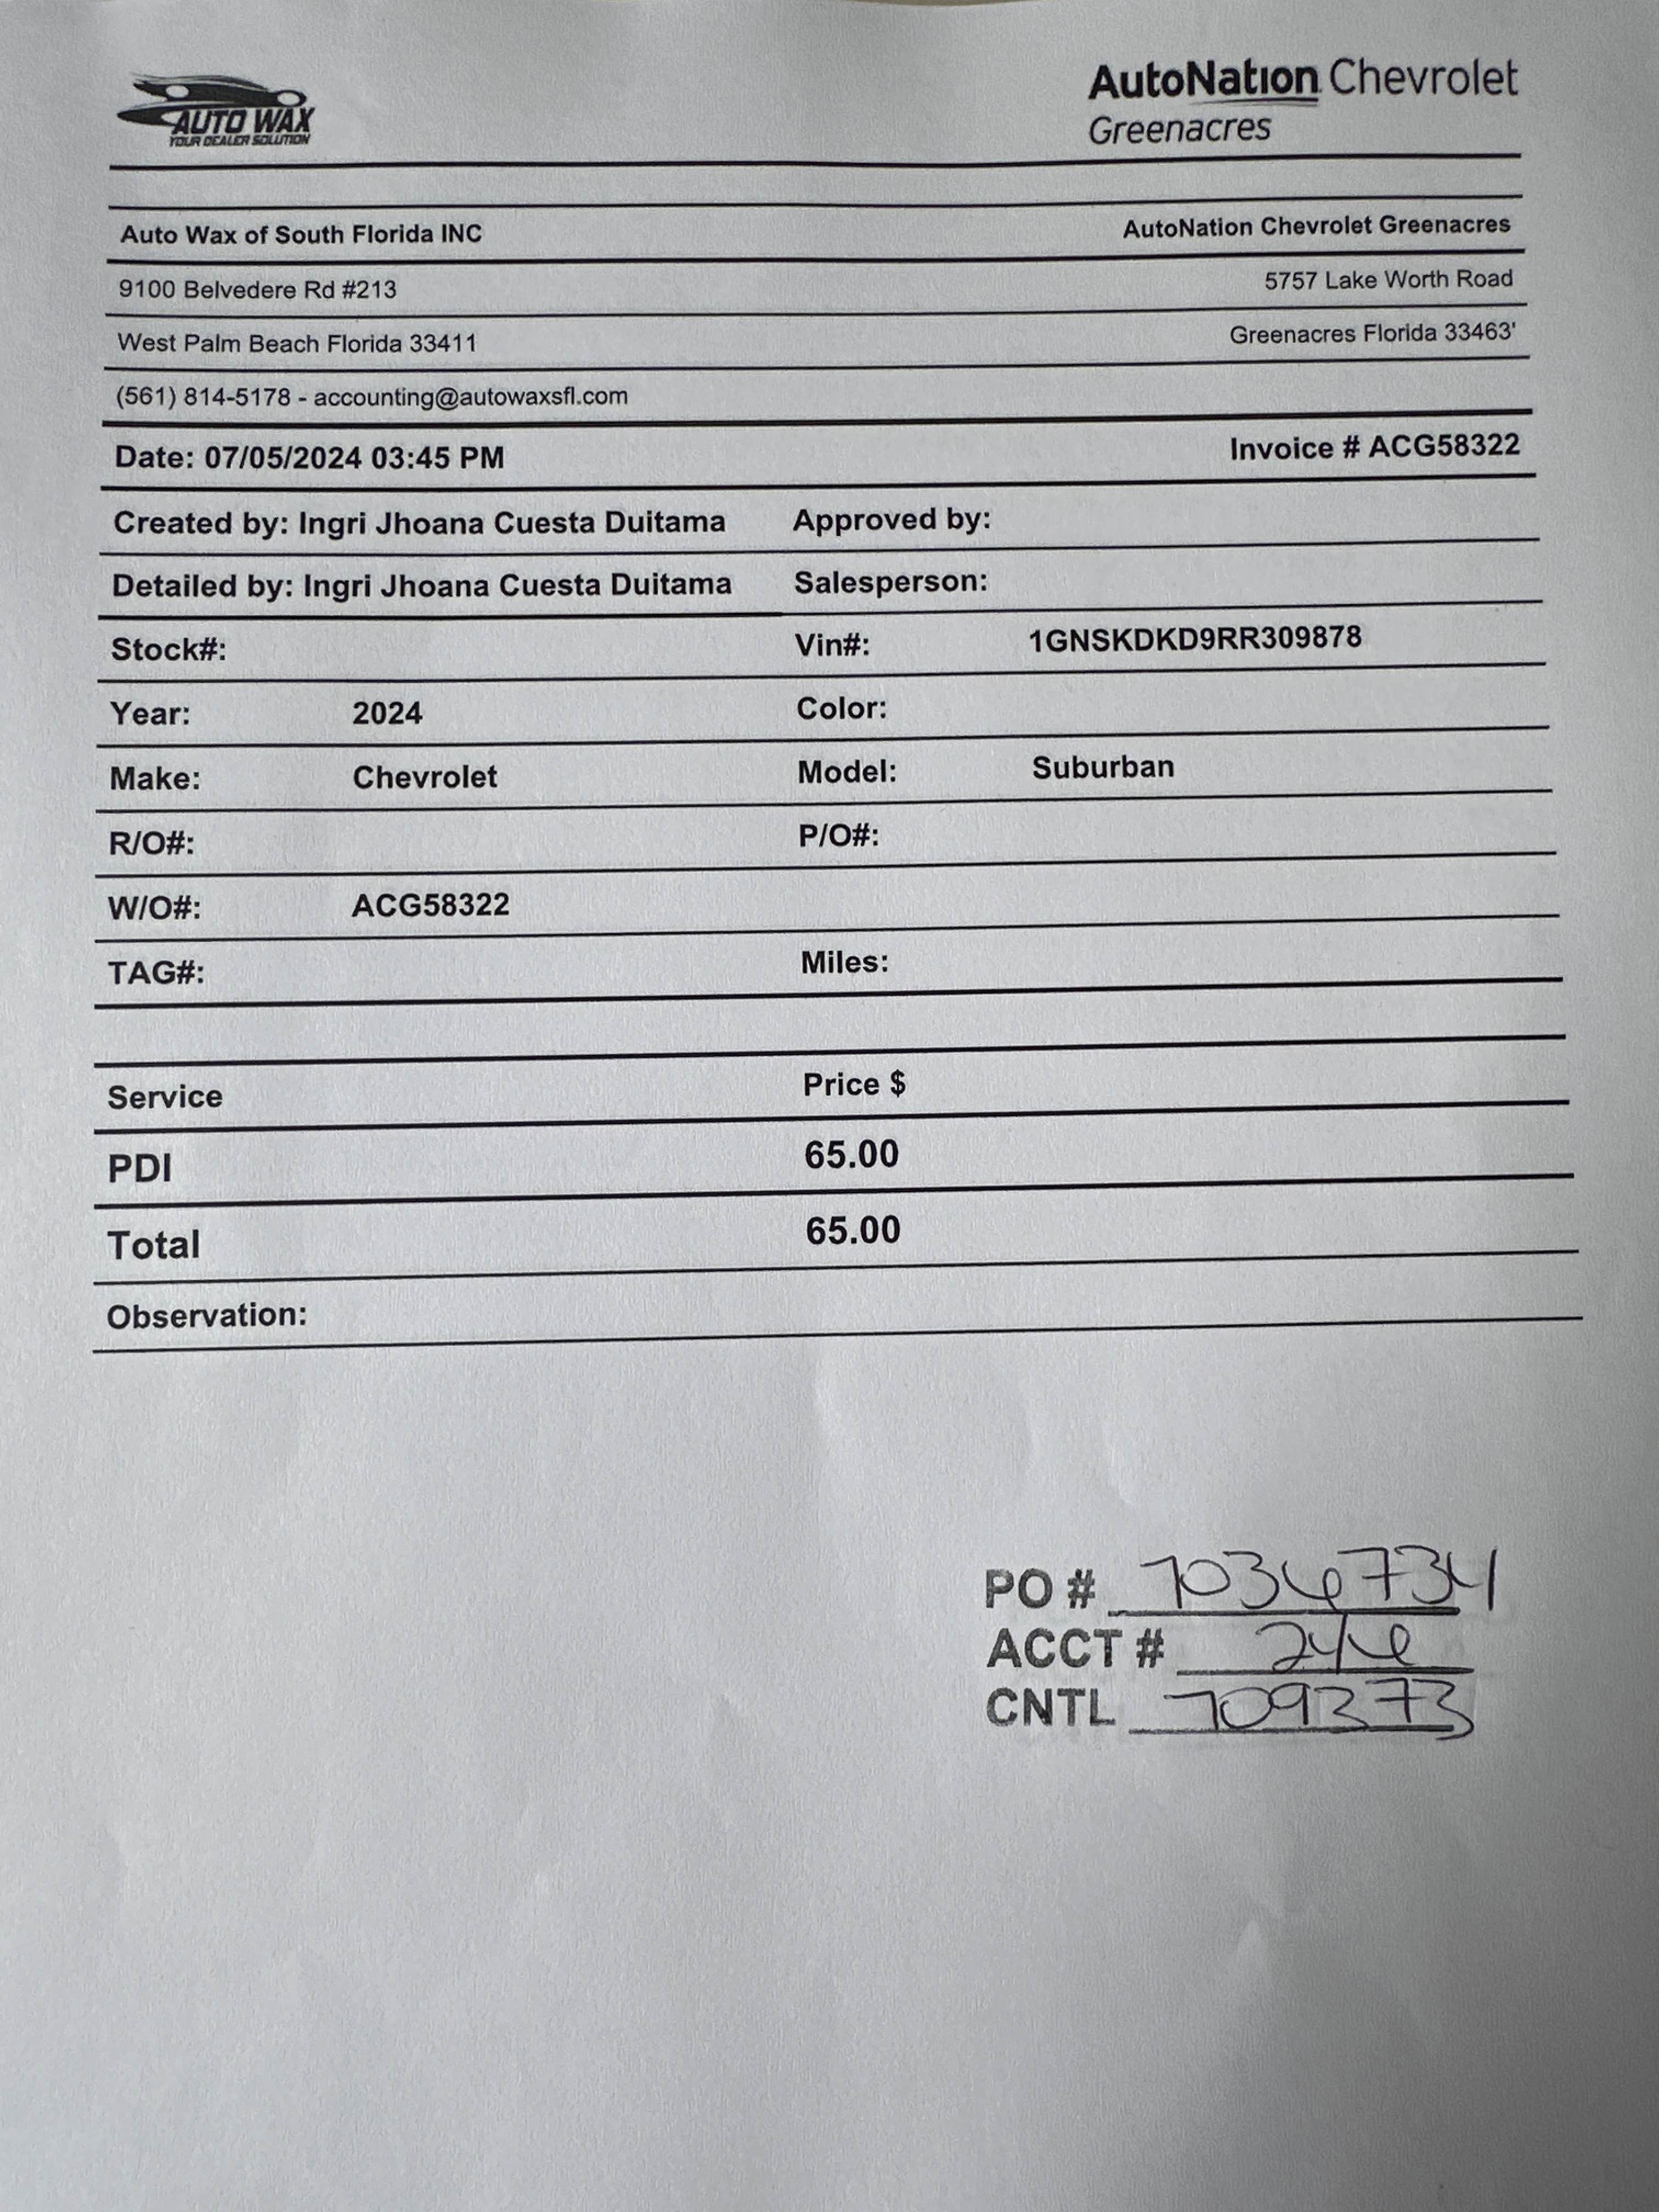 AUTO WAX
YOUR DEALER SOLUTION
AutoNation Chevrolet
Greenacres
Auto Wax of South Florida INC
AutoNation Chevrolet Greenacres
9100 Belvedere Rd #213
5757 Lake Worth Road
West Palm Beach Florida 33411
Greenacres Florida 33463'
(561) 814-5178 - accounting@autowaxsfl.com
Date: 07/05/2024 03:45 PM Invoice # ACG58322
Created by: Ingri Jhoana Cuesta Duitama Approved by:
Detailed by: Ingri Jhoana Cuesta Duitama Salesperson:
Stock#: Vin#: 1GNSKDKD9RR309878
Year: 2024 Color:
Make: Chevrolet Model: Suburban
R/O#: P/O#:
W/O#: ACG58322
TAG#: Miles:
Service Price $
PDI 65.00
Total 65.00
Observation:
PO # 7036734
ACCT # 246
CNTL 709373